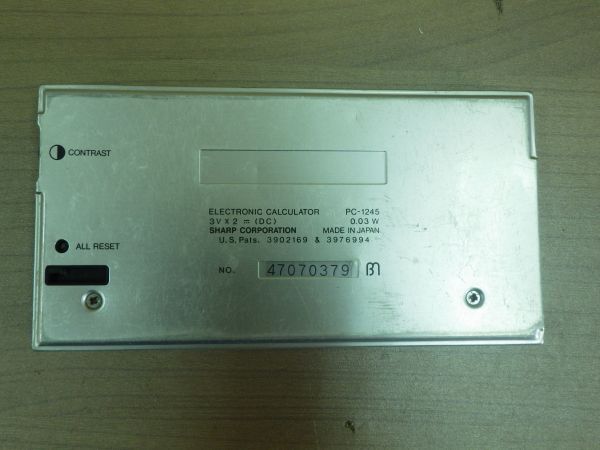 CONTRAST
ELECTRONIC CALCULATOR PC-1245
3V X 2 ⎓ (DC) 0.03 W
SHARP CORPORATION MADE IN JAPAN
U.S. Pats. 3902169 & 3976994
ALL RESET
NO. 47070379